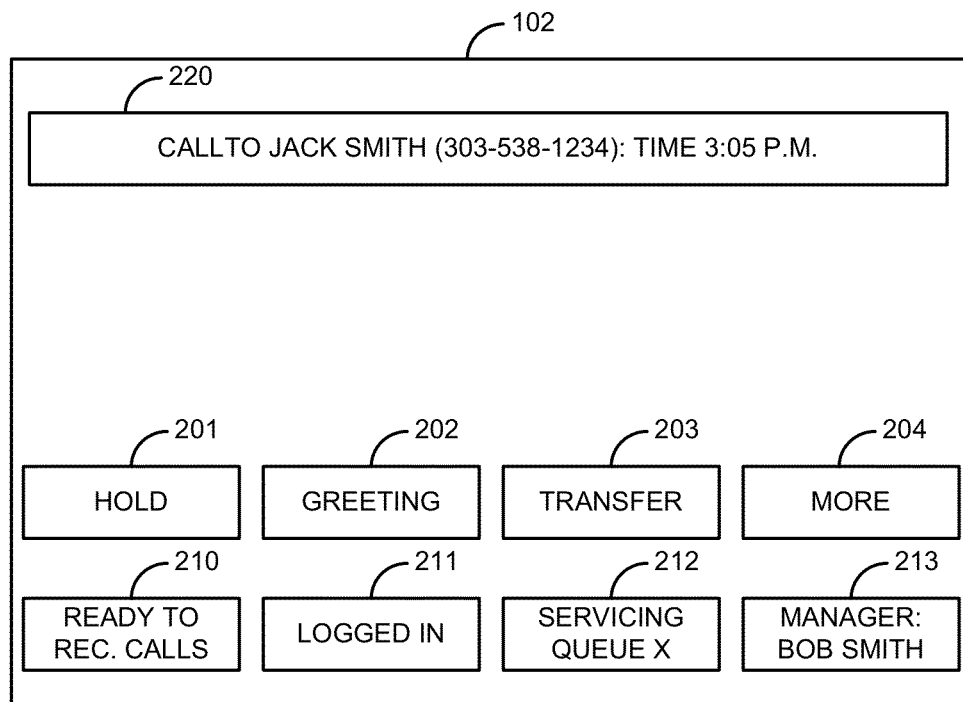 102
220
CALLTO JACK SMITH (303-538-1234): TIME 3:05 P.M.
201
202
203
204
HOLD
GREETING
TRANSFER
MORE
210
211
212
213
READY TO
REC. CALLS
LOGGED IN
SERVICING
QUEUE X
MANAGER:
BOB SMITH